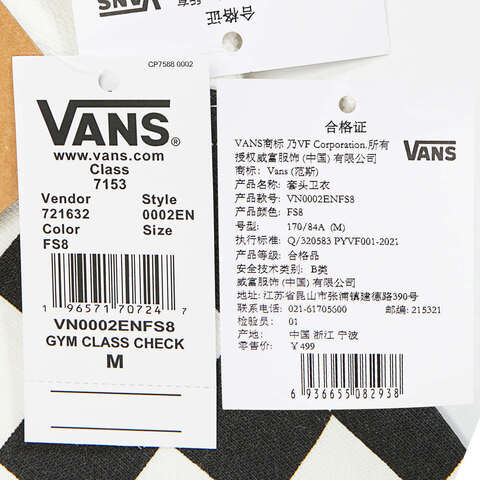 VANS
合格证
CP7588 0002
VANS®
www.vans.com
Class
7153
Vendor Style
721632 0002EN
Color Size
FS8
1 96571 70724 7
VN0002ENFS8
GYM CLASS CHECK
M
合格证
VANS商标 乃VF Corporation.所有
授权威富服饰 (中国) 有限公司
商标: Vans (范斯)
VANS
产品名称: 套头卫衣
产品款号: VN0002ENFS8
产品颜色: FS8
号型: 170/84A (M)
执行标准: Q/320583 PYVF001-2021
产品等级: 合格品
安全技术类别: B类
威富服饰 (中国) 有限公司
地址: 江苏省昆山市张浦镇建德路390号
联系电话: 021-61705600 邮编: 215321
检验员: 01
产地: 中国 浙江 宁波
零售价: ￥499
6 936655 082938